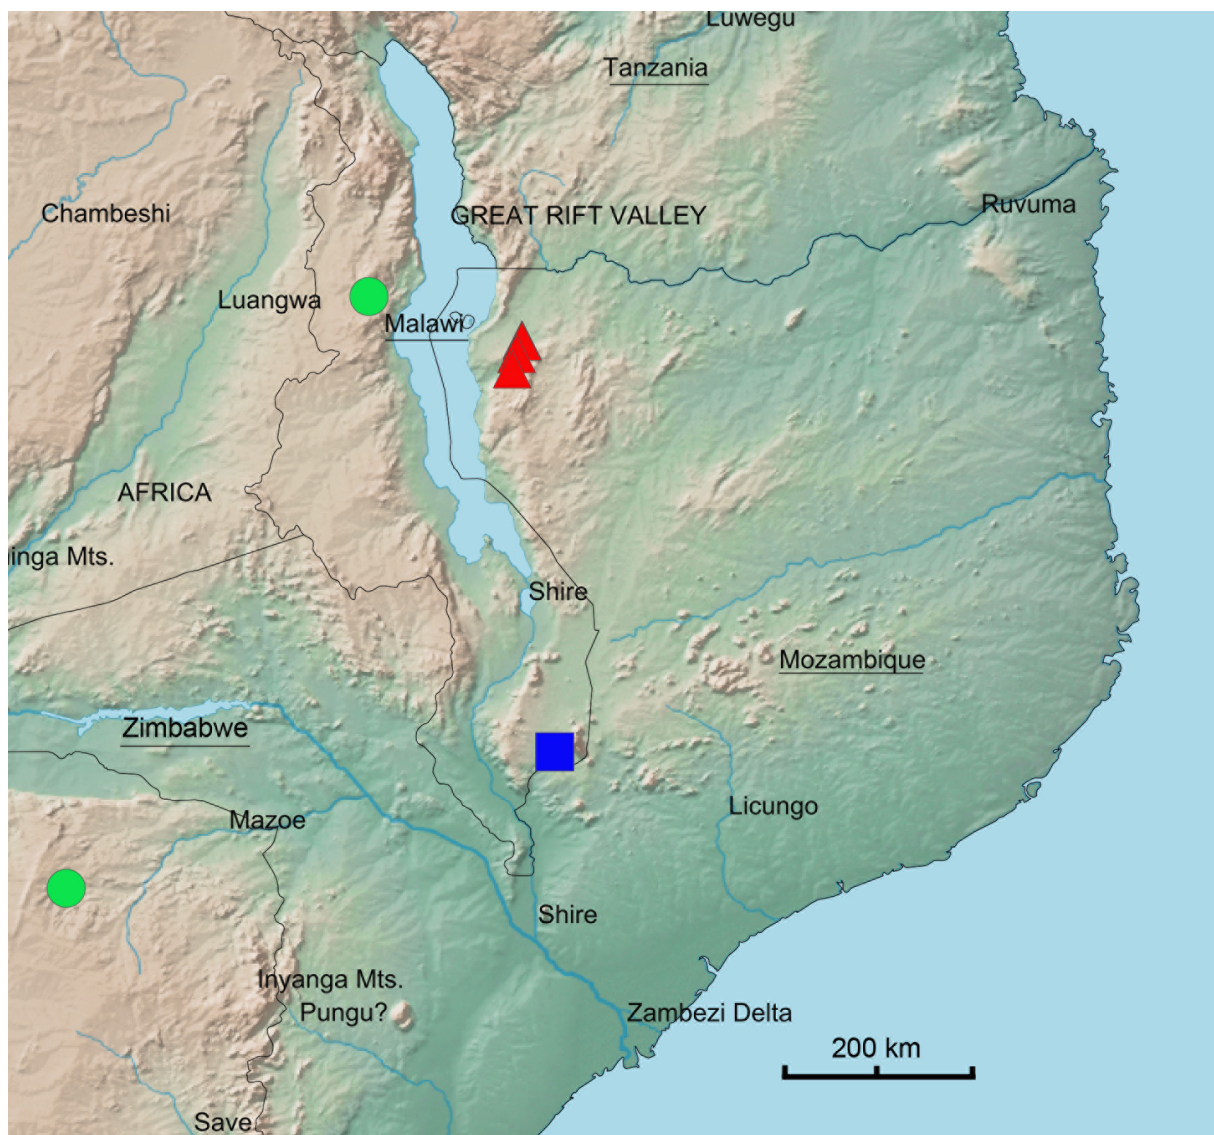 Luwegu
Tanzania
Chambeshi
GREAT RIFT VALLEY
Ruvuma
Luangwa
Malawi
AFRICA
inga Mts.
Shire
Mozambique
Zimbabwe
Mazoe
Licungo
Shire
Inyanga Mts.
Pungu?
Zambezi Delta
200 km
Save